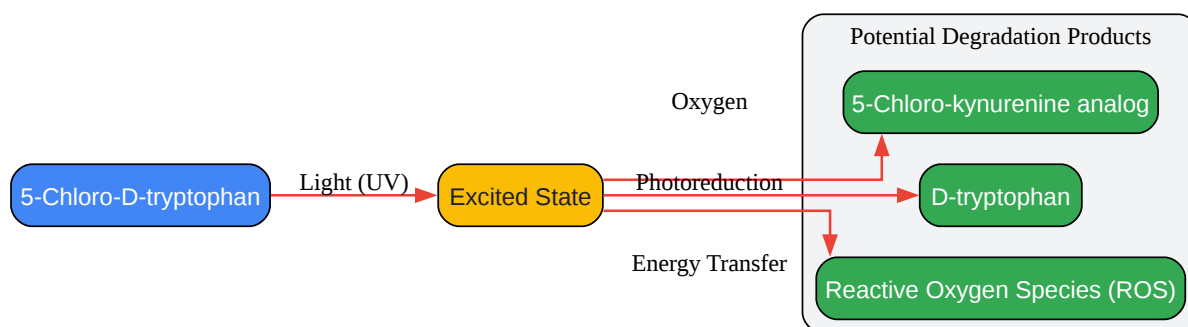 Potential Degradation Products
Oxygen
5-Chloro-kynurenine analog
5-Chloro-D-tryptophan
Light (UV)
Excited State
Photoreduction
D-tryptophan
Energy Transfer
Reactive Oxygen Species (ROS)